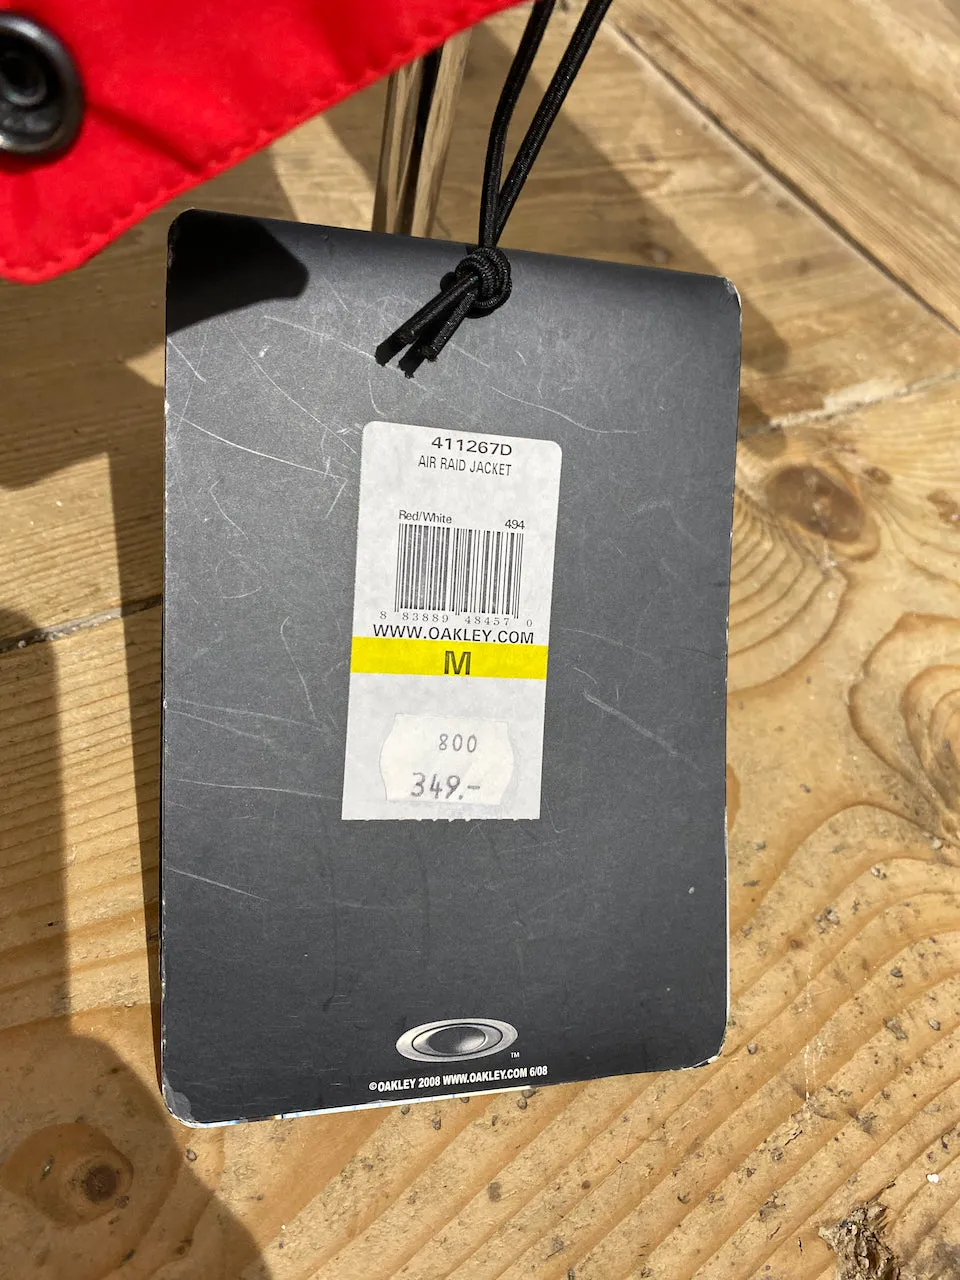 411267D
AIR RAID JACKET
Red/White 494
8 83889 48457 0
WWW.OAKLEY.COM
M
800
349.-
™
©OAKLEY 2008 WWW.OAKLEY.COM 6/08